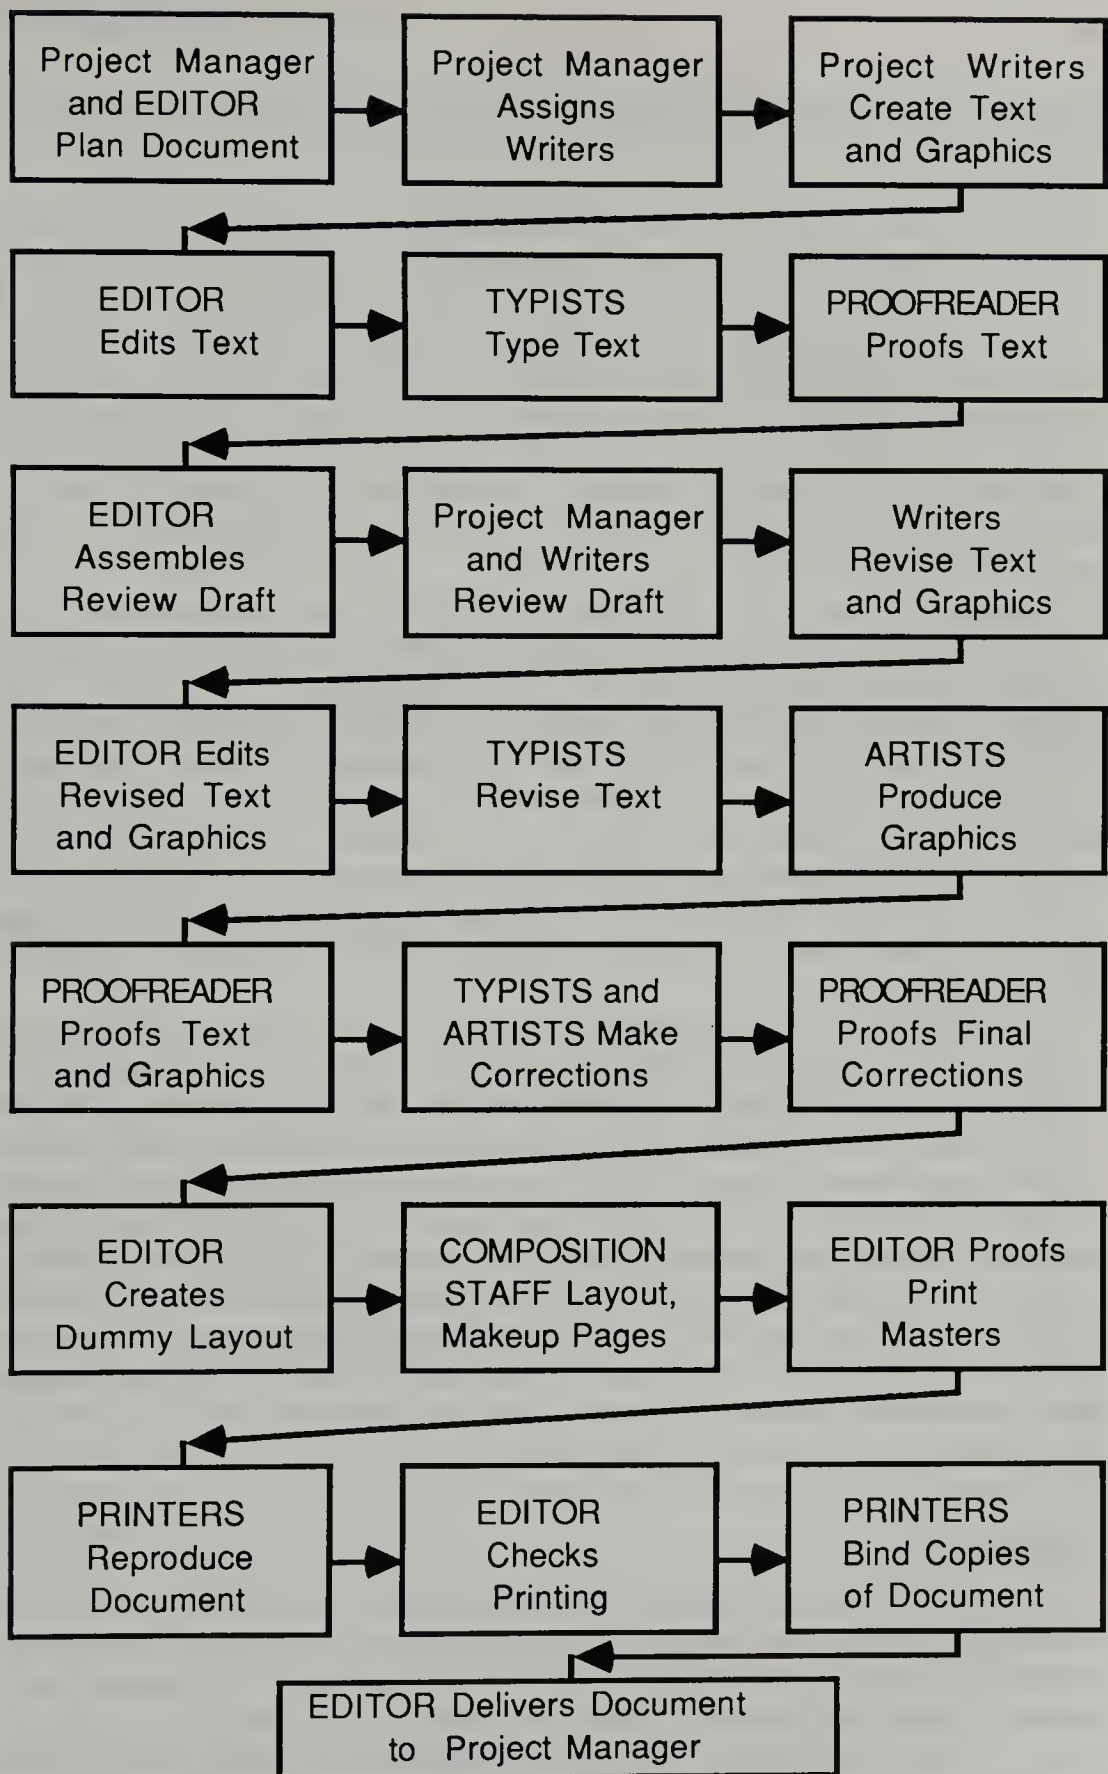 Project Manager
and EDITOR
Plan Document
Project Manager
Assigns
Writers
Project Writers
Create Text
and Graphics
EDITOR
Edits Text
TYPISTS
Type Text
PROOFREADER
Proofs Text
EDITOR
Assembles
Review Draft
Project Manager
and Writers
Review Draft
Writers
Revise Text
and Graphics
EDITOR Edits
Revised Text
and Graphics
TYPISTS
Revise Text
ARTISTS
Produce
Graphics
PROOFREADER
Proofs Text
and Graphics
TYPISTS and
ARTISTS Make
Corrections
PROOFREADER
Proofs Final
Corrections
EDITOR
Creates
Dummy Layout
COMPOSITION
STAFF Layout,
Makeup Pages
EDITOR Proofs
Print
Masters
PRINTERS
Reproduce
Document
EDITOR
Checks
Printing
PRINTERS
Bind Copies
of Document
EDITOR Delivers Document
to Project Manager